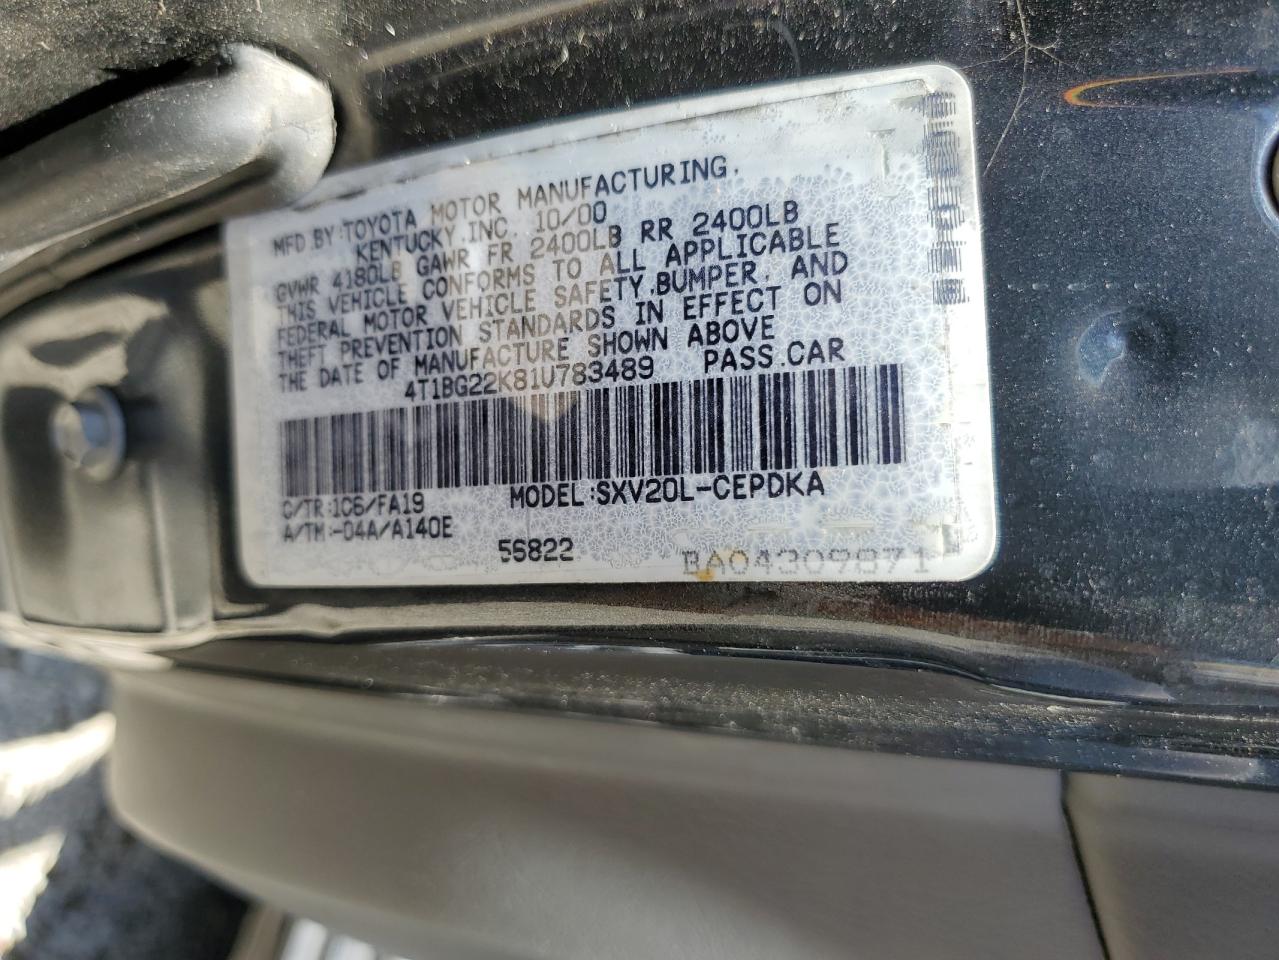 MFD.BY:TOYOTA MOTOR MANUFACTURING,
KENTUCKY,INC. 10/00
GVWR 4180LB GAWR FR 2400LB RR 2400LB
THIS VEHICLE CONFORMS TO ALL APPLICABLE
FEDERAL MOTOR VEHICLE SAFETY,BUMPER, AND
THEFT PREVENTION STANDARDS IN EFFECT ON
THE DATE OF MANUFACTURE SHOWN ABOVE
4T1BG22K81U783489 PASS.CAR
C/TR:1C6/FA19 MODEL:SXV20L-CEPDKA
A/TM:-04A/A140E
56822
BA04309871